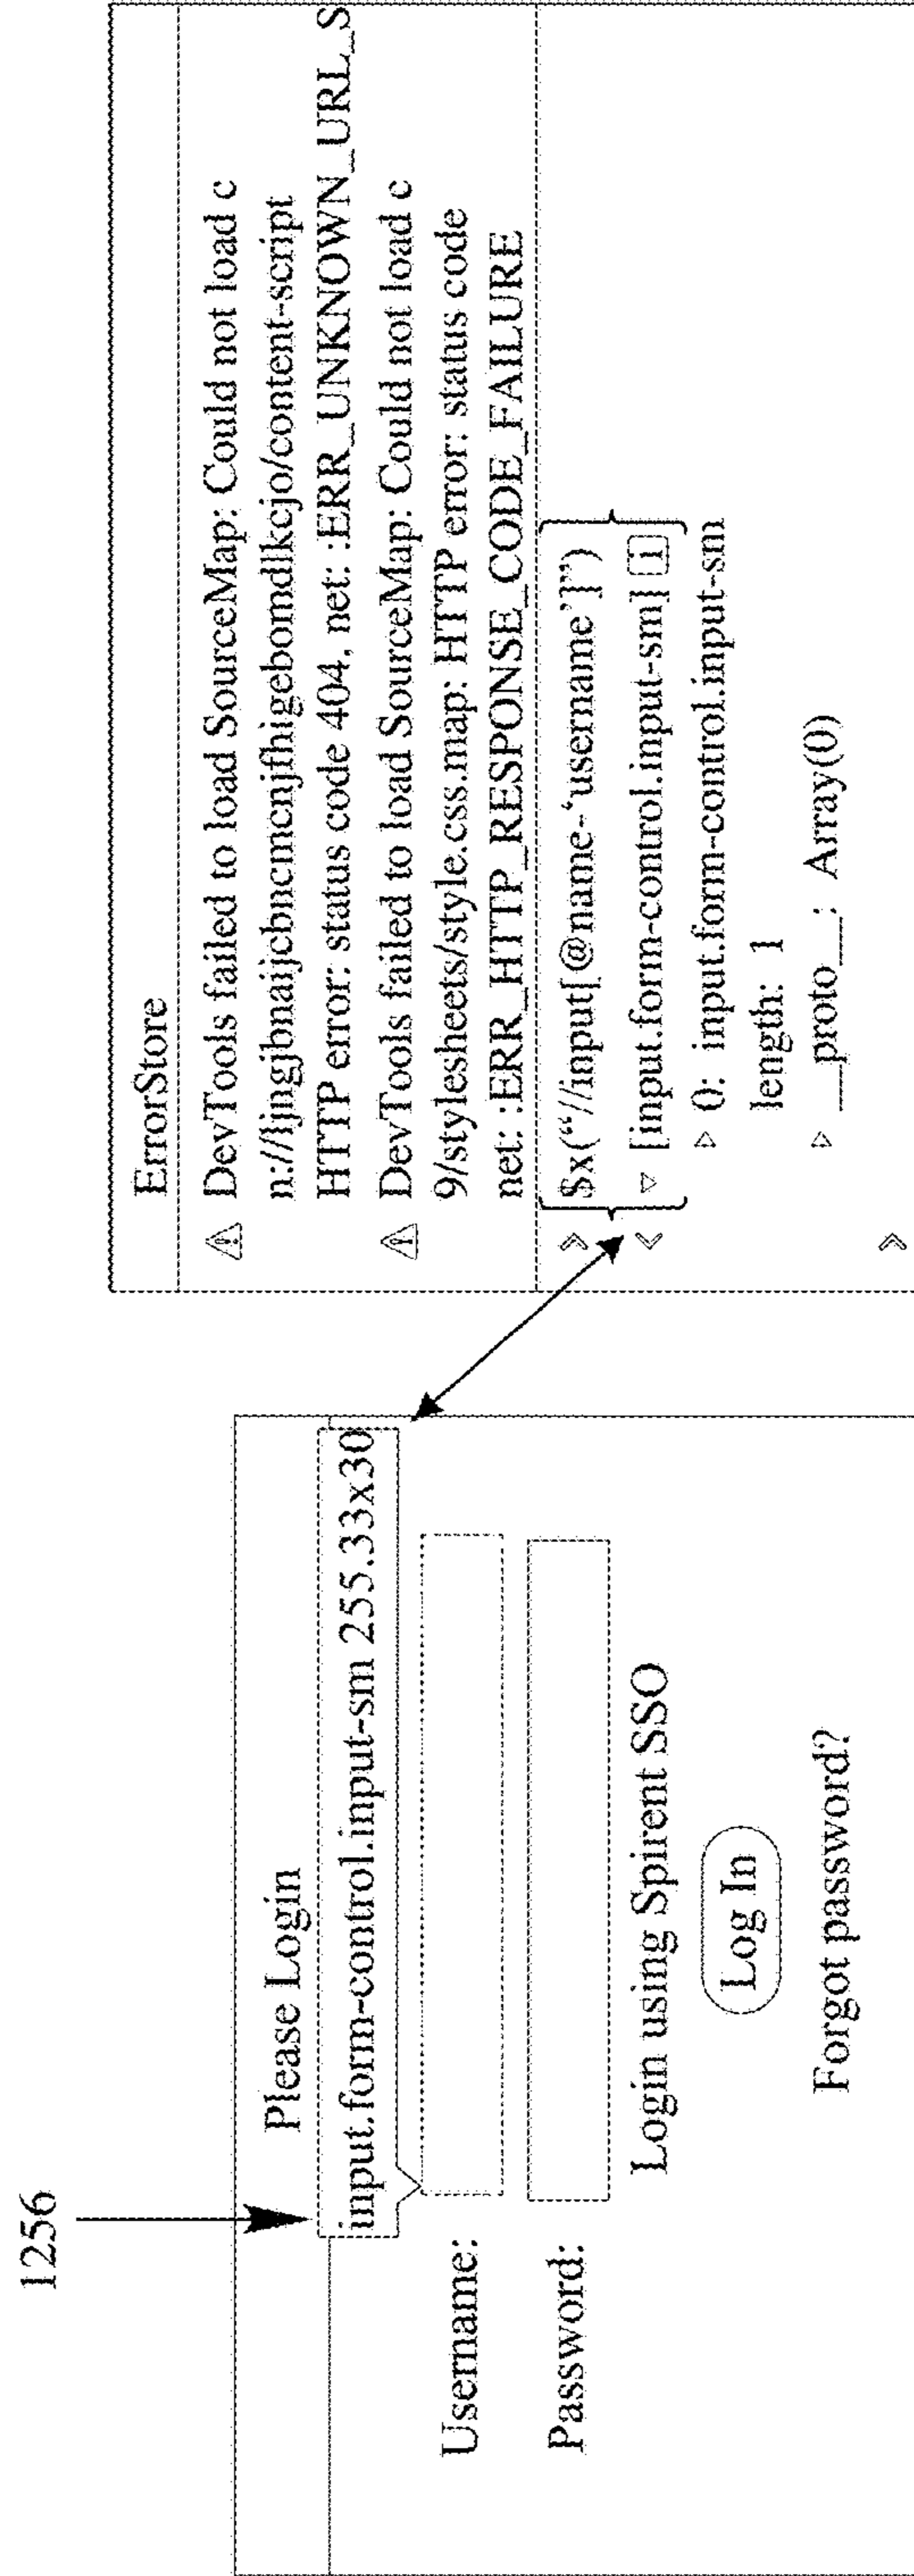 1256
Please Login
input.form-control.input-sm 255.33x30
Username:
Password:
Login using Spirent SSO
Log In
Forgot password?
ErrorStore
DevTools failed to load SourceMap: Could not load c
n://ljngjbnaijcbncmcnjfhigebomdlkcjo/content-script
HTTP error: status code 404, net: :ERR_UNKNOWN_URL_S
DevTools failed to load SourceMap: Could not load c
9/stylesheets/style.css.map: HTTP error: status code
net: :ERR_HTTP_RESPONSE_CODE_FAILURE
$x(“//input[@name-‘username’]”)
[input.form-control.input-sm] i
0: input.form-control.input-sm
length: 1
__proto__: Array(0)